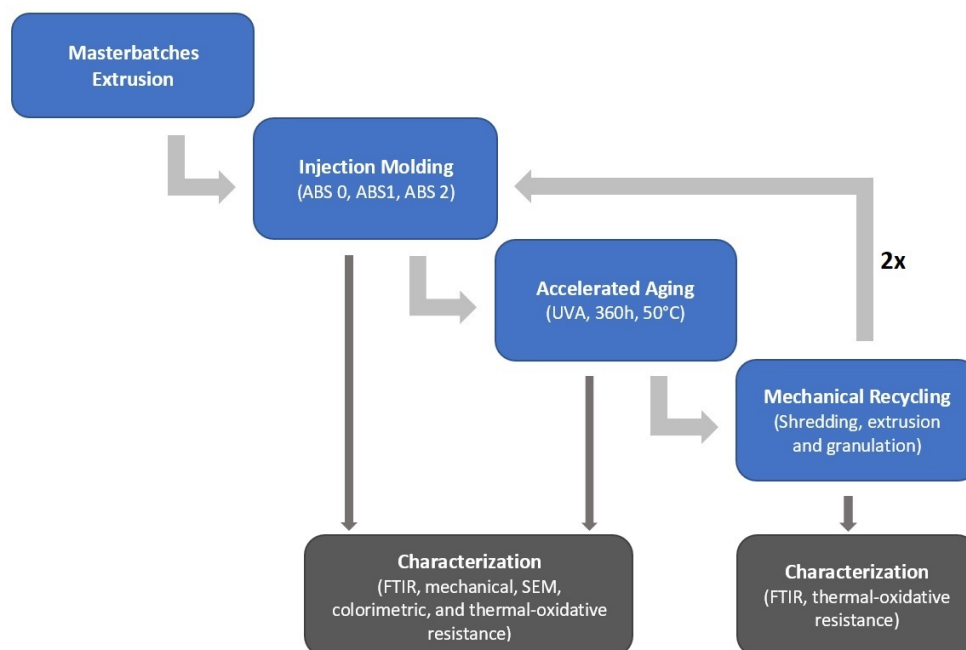 Masterbatches
Extrusion
Injection Molding
(ABS 0, ABS1, ABS 2)
2x
Accelerated Aging
(UVA, 360h, 50°C)
Mechanical Recycling
(Shredding, extrusion
and granulation)
Characterization
(FTIR, mechanical, SEM,
colorimetric, and thermal-oxidative
resistance)
Characterization
(FTIR, thermal-oxidative
resistance)